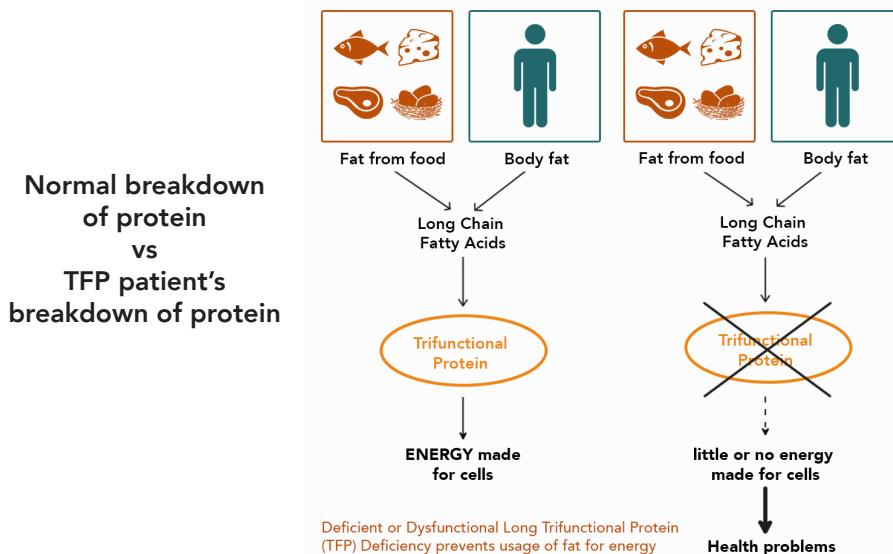 Normal breakdown
of protein
vs
TFP patient's
breakdown of protein
Fat from food
Body fat
Long Chain
Fatty Acids
Trifunctional
Protein
ENERGY made
for cells
Fat from food
Body fat
Long Chain
Fatty Acids
Trifunctional
Protein
little or no energy
made for cells
Health problems
Deficient or Dysfunctional Long Trifunctional Protein
(TFP) Deficiency prevents usage of fat for energy